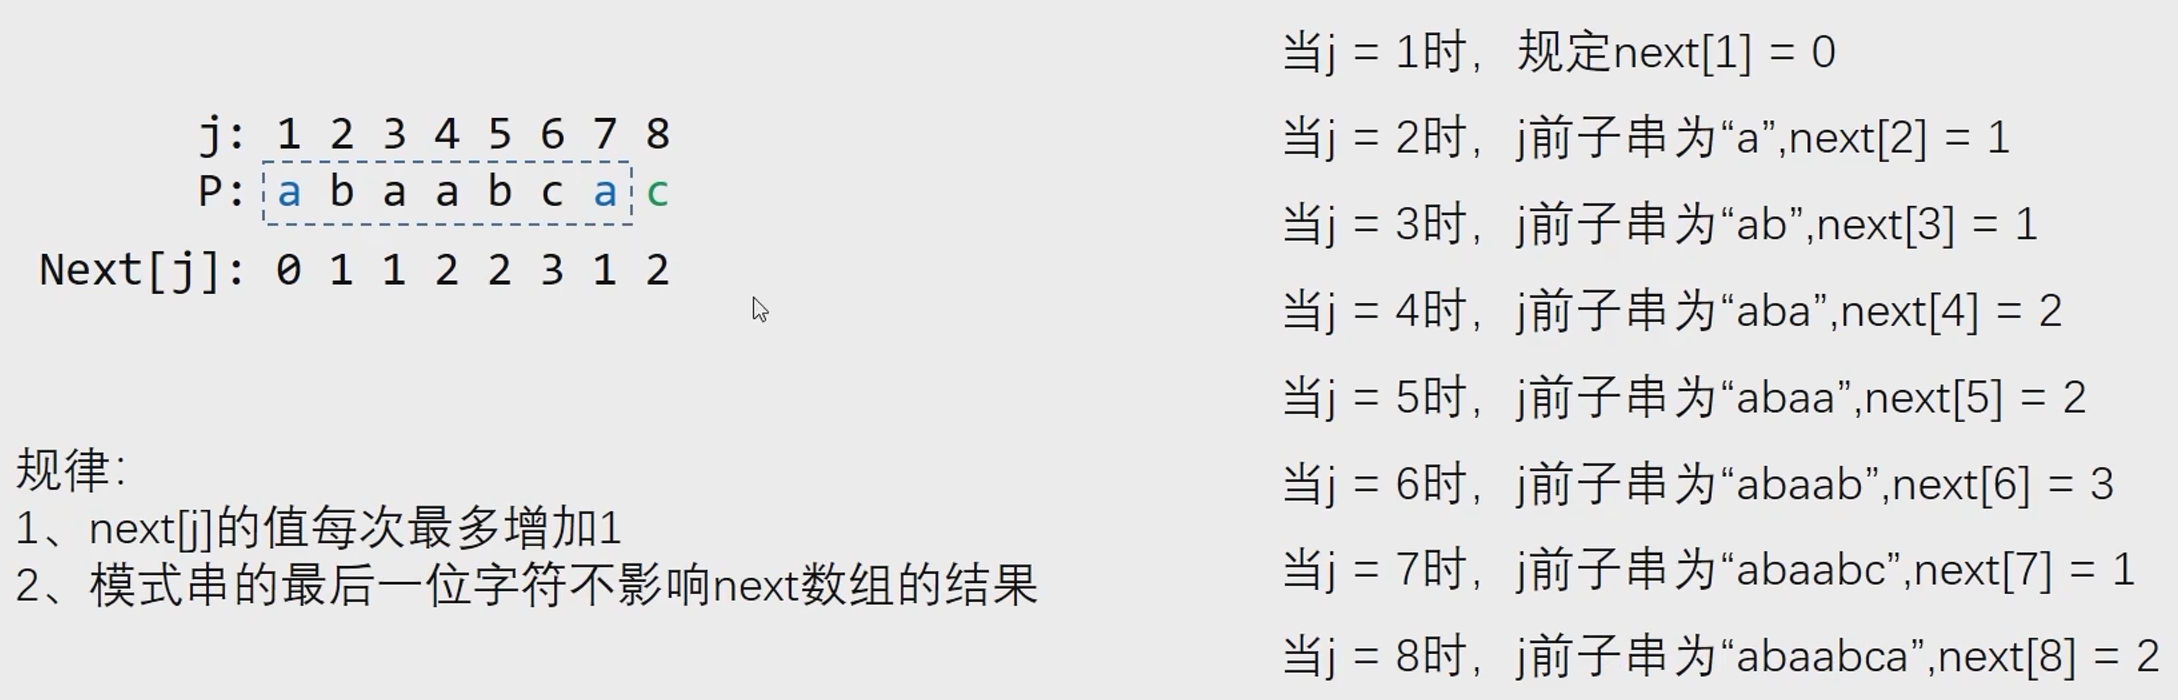 j: 1 2 3 4 5 6 7 8
P: a b a a b c a c
Next[j]: 0 1 1 2 2 3 1 2
规律：
1、next[j]的值每次最多增加1
2、模式串的最后一位字符不影响next数组的结果
当j = 1时，规定next[1] = 0
当j = 2时，j前子串为“a”,next[2] = 1
当j = 3时，j前子串为“ab”,next[3] = 1
当j = 4时，j前子串为“aba”,next[4] = 2
当j = 5时，j前子串为“abaa”,next[5] = 2
当j = 6时，j前子串为“abaab”,next[6] = 3
当j = 7时，j前子串为“abaabc”,next[7] = 1
当j = 8时，j前子串为“abaabca”,next[8] = 2